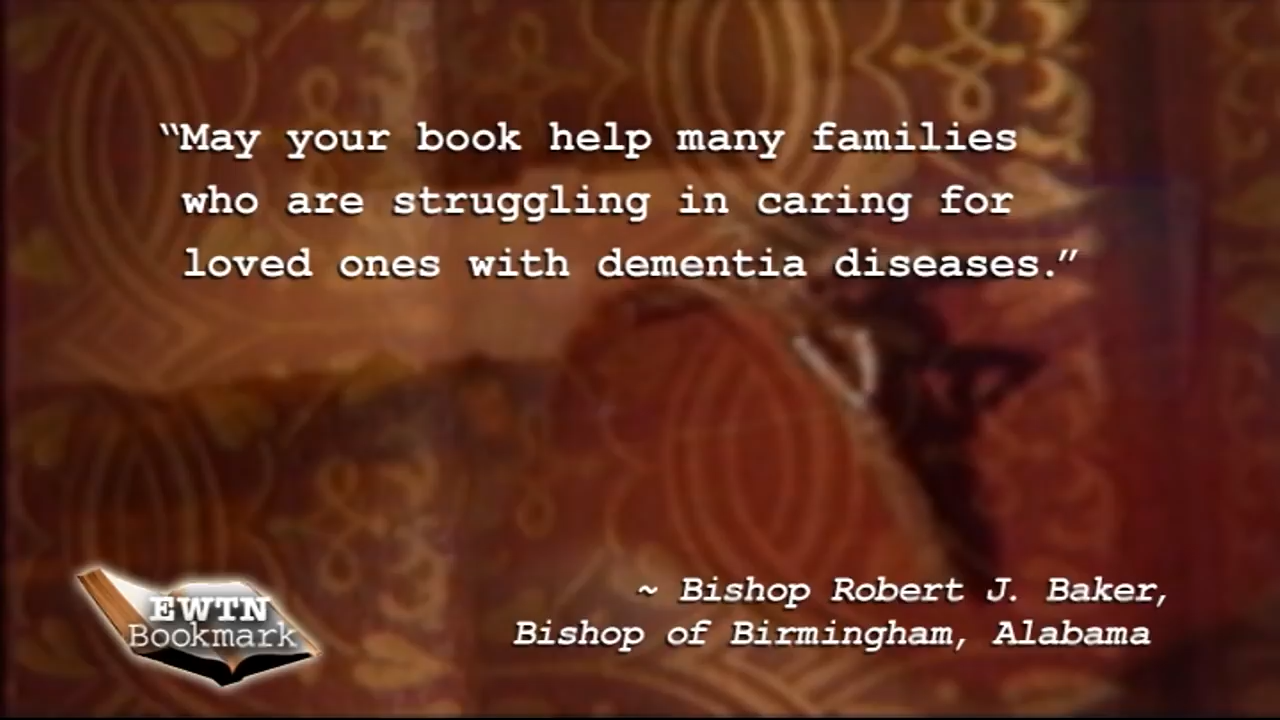 “May your book help many families
who are struggling in caring for
loved ones with dementia diseases.”
~ Bishop Robert J. Baker,
Bishop of Birmingham, Alabama
EWTN
Bookmark